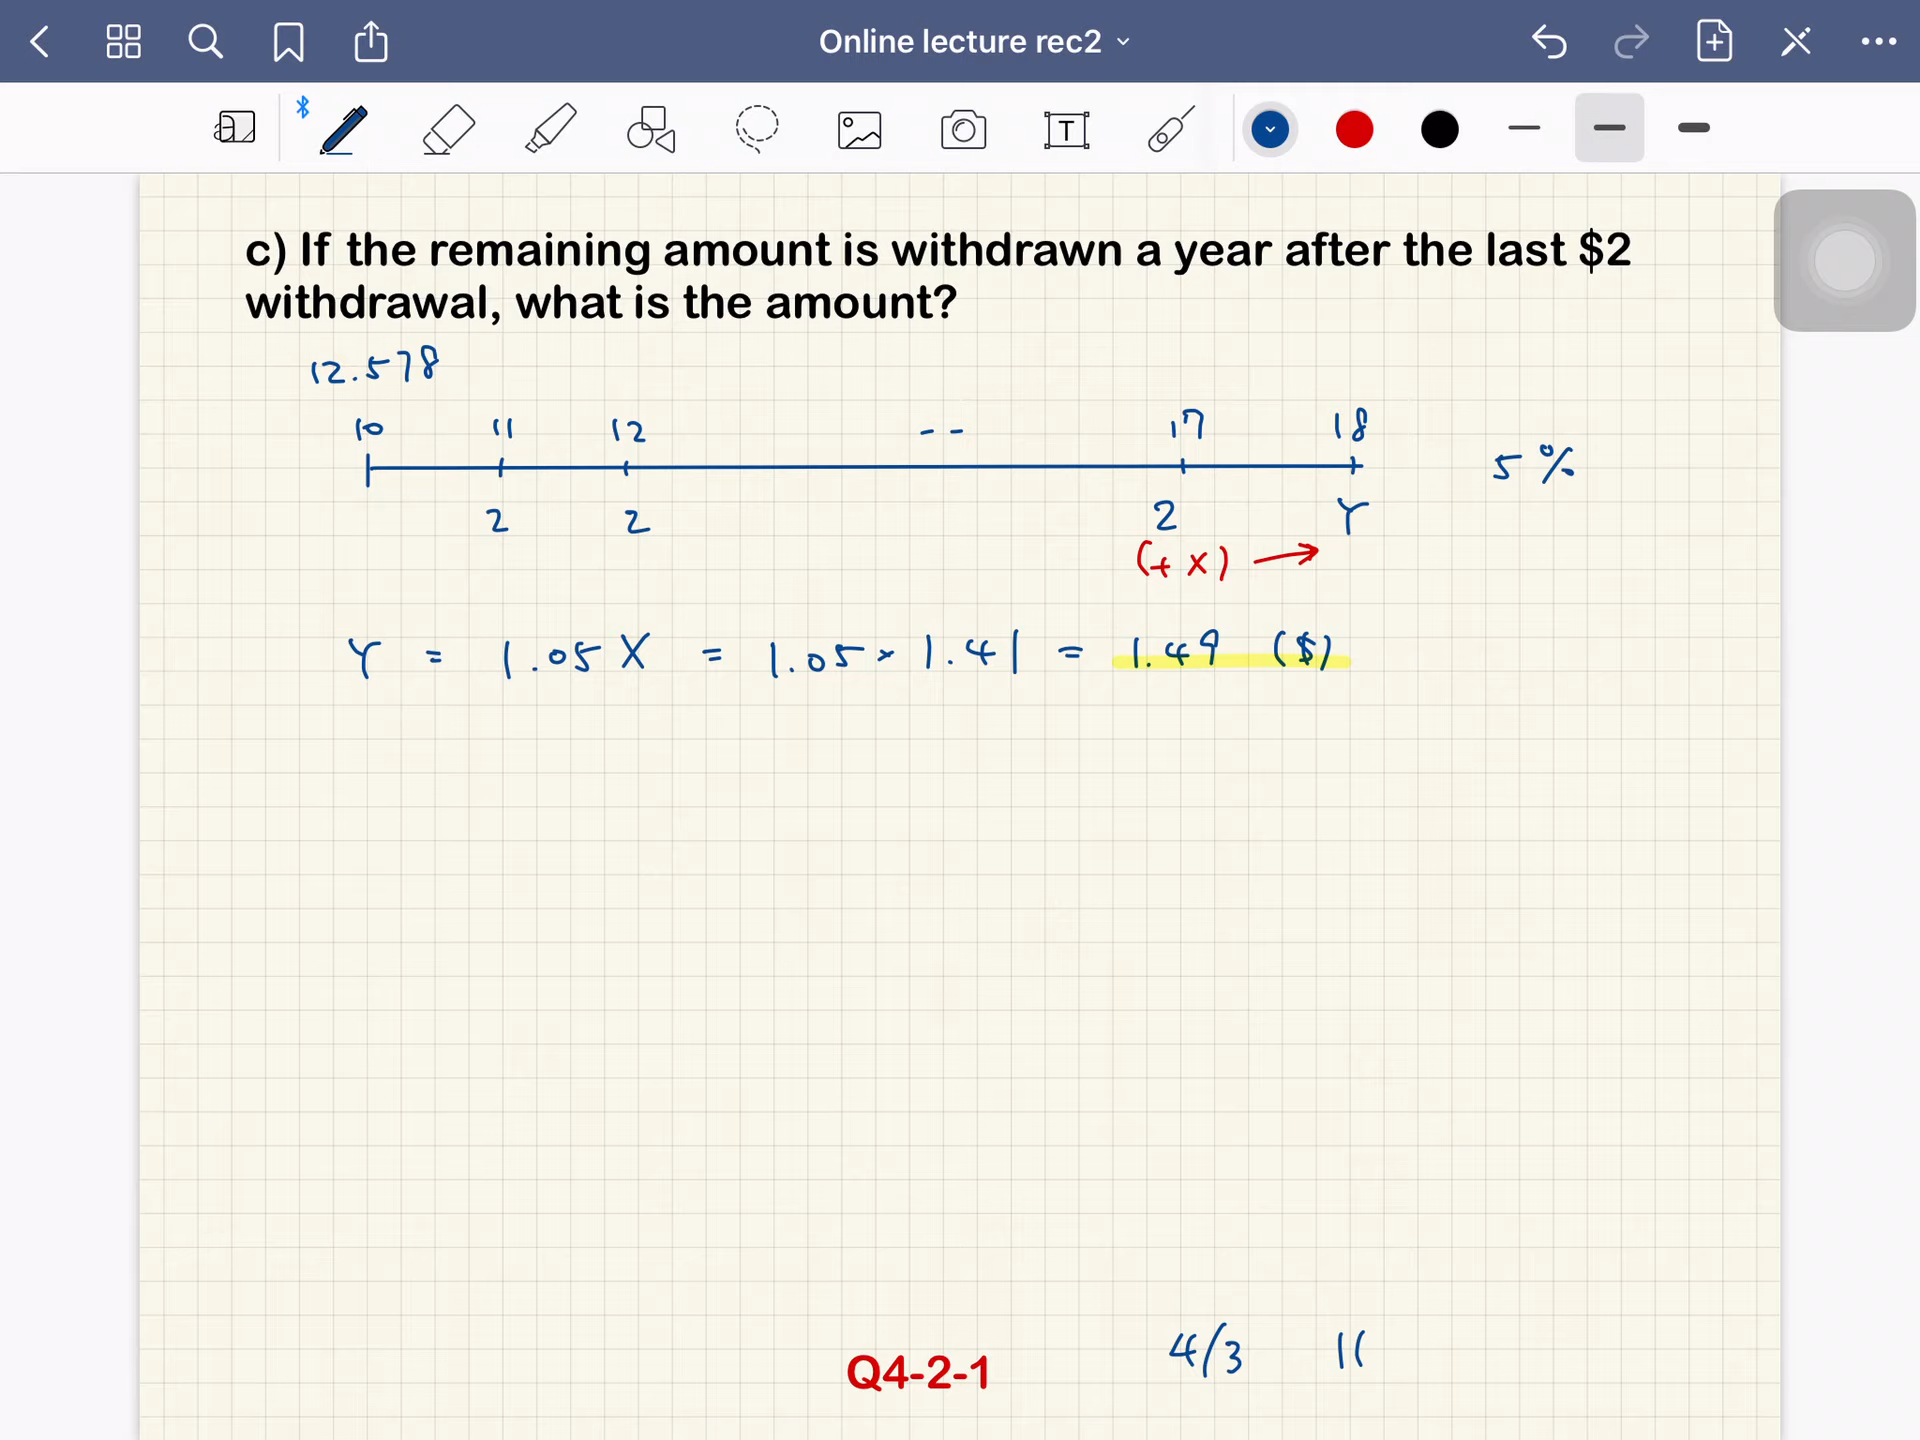 Online lecture rec2
c) If the remaining amount is withdrawn a year after the last $2
withdrawal, what is the amount?
12.578
10 11 12 -- 17 18
5 %
2 2 2 Y
(+ X) →
Y = 1.05 X = 1.05 × 1.41 = 1.49 ($)
Q4-2-1 4/3